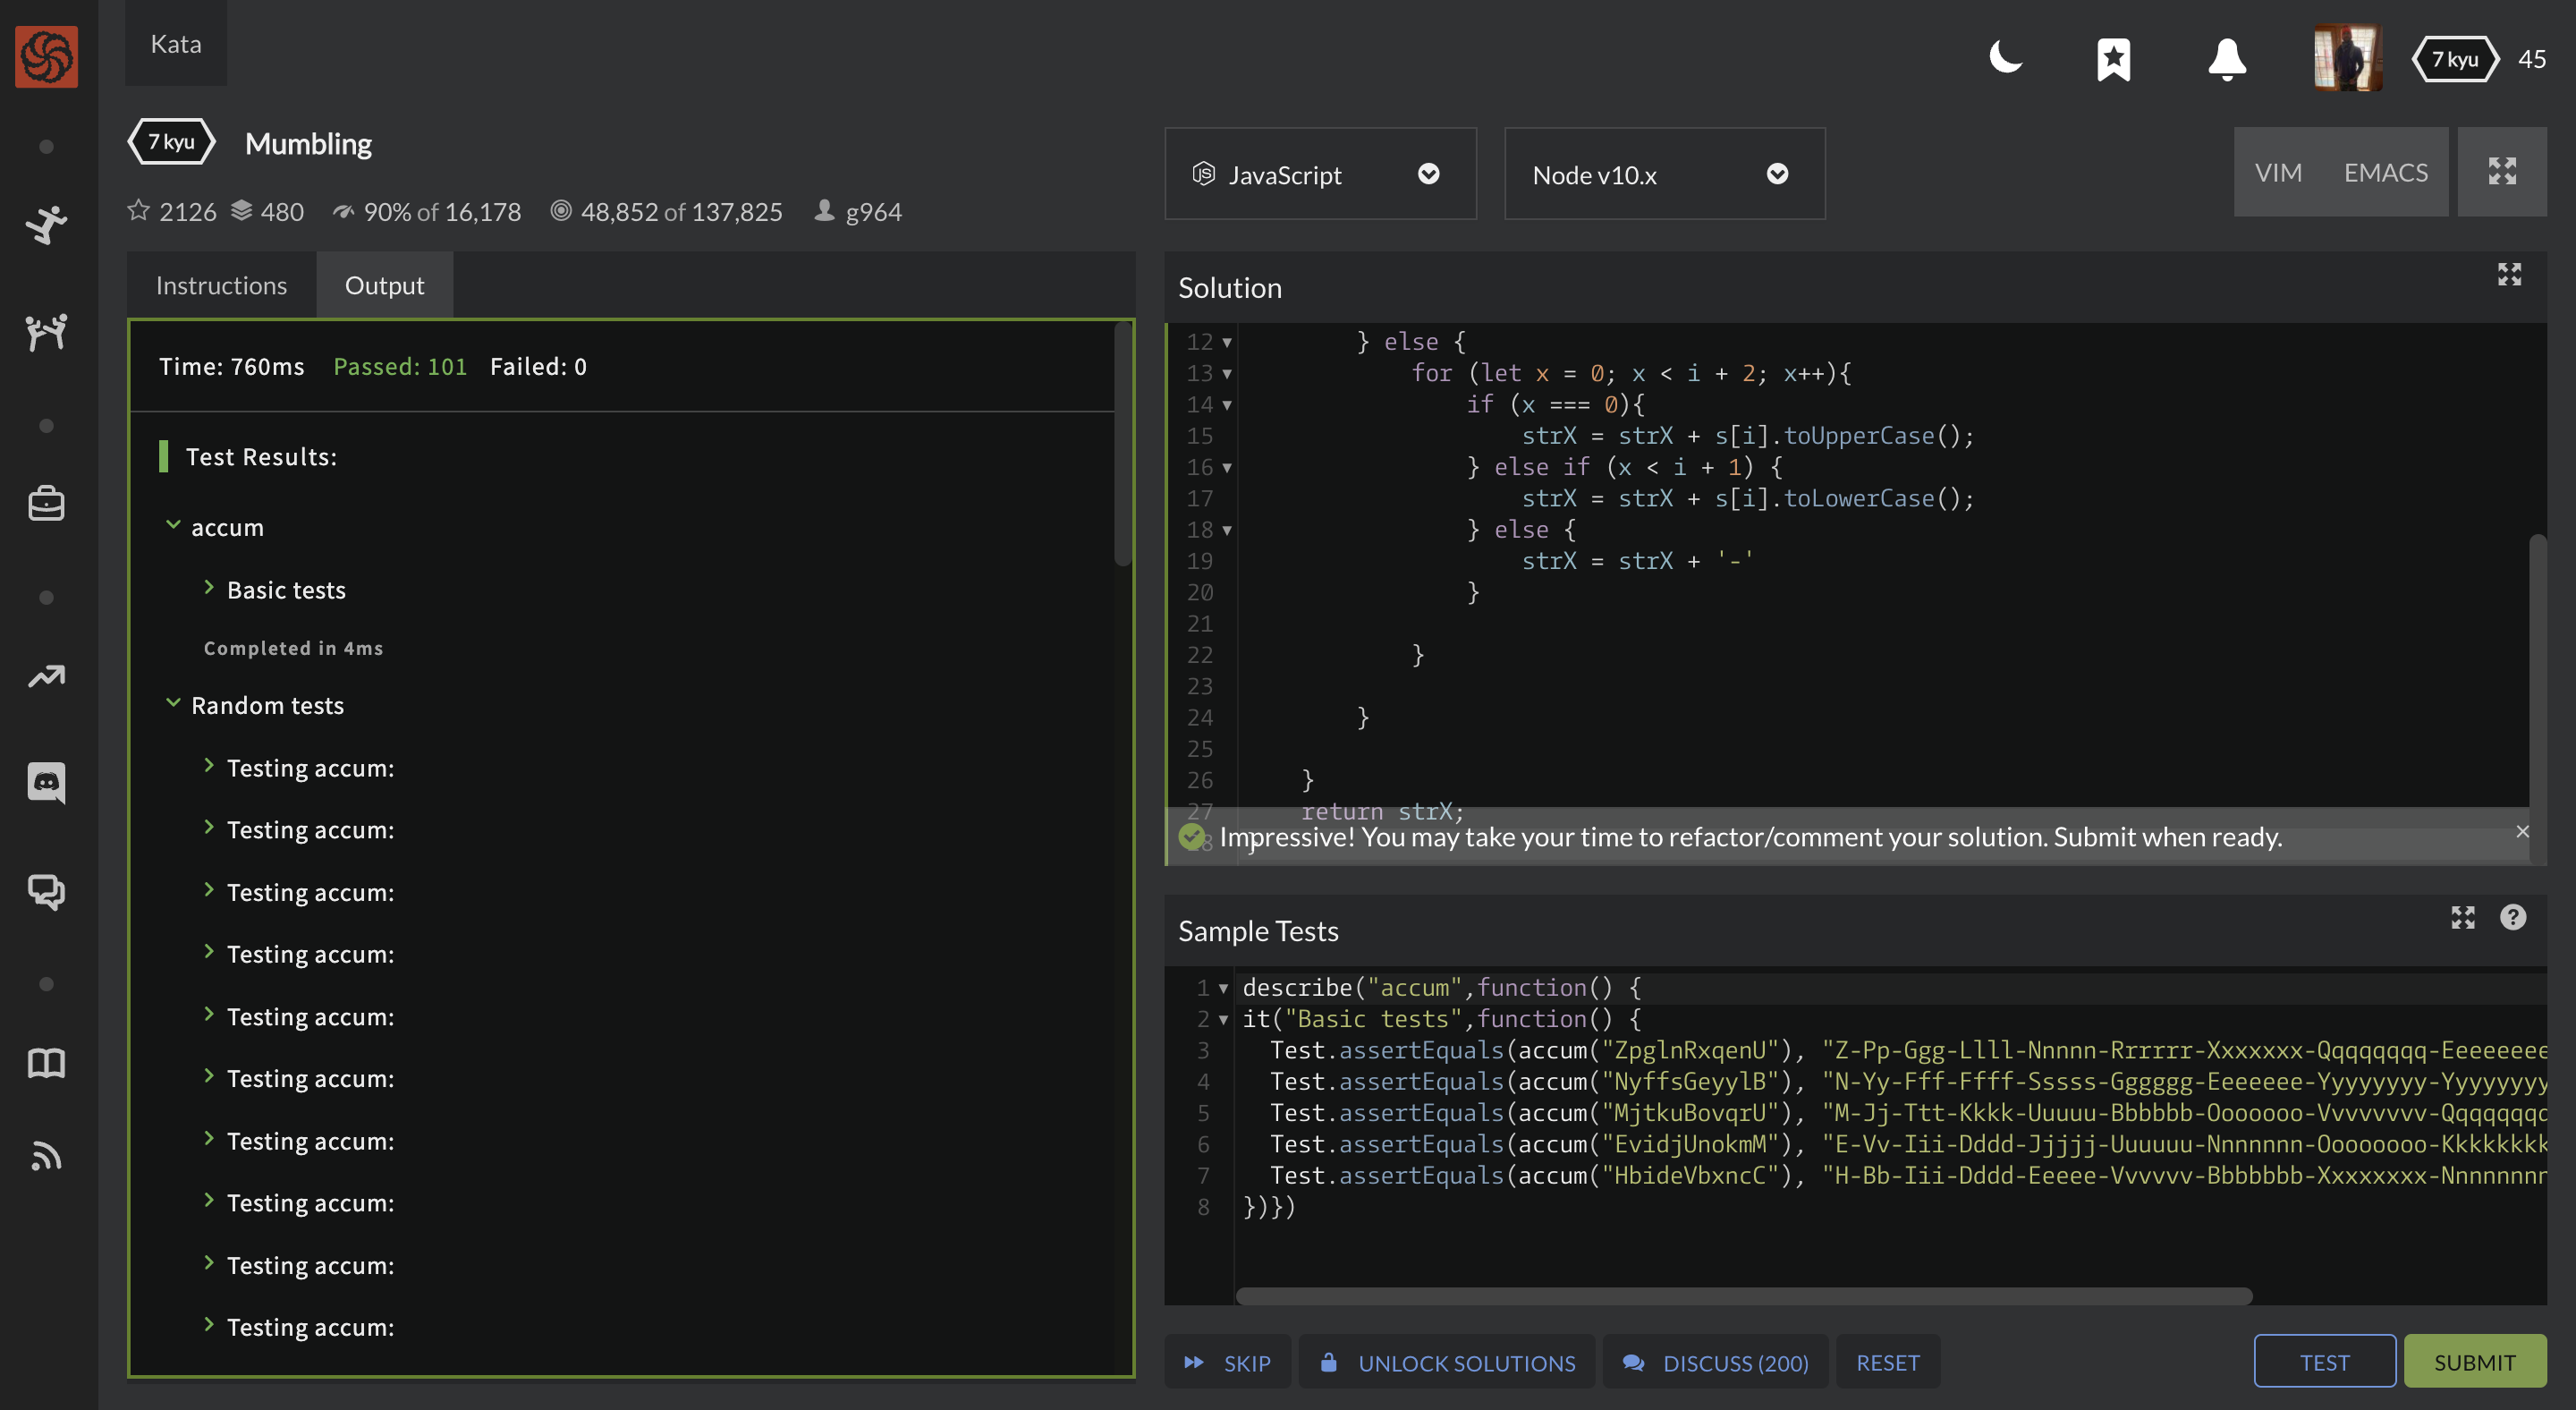 Kata
7 kyu
45
7 kyu
Mumbling
2126
480
90% of 16,178
48,852 of 137,825
g964
JavaScript
Node v10.x
VIM
EMACS
Instructions
Output
Time: 760ms
Passed: 101
Failed: 0
Test Results:
accum
Basic tests
Completed in 4ms
Random tests
Testing accum:
Testing accum:
Testing accum:
Testing accum:
Testing accum:
Testing accum:
Testing accum:
Testing accum:
Testing accum:
Testing accum:
Solution
12 } else {
13 for (let x = 0; x < i + 2; x++){
14 if (x === 0){
15 strX = strX + s[i].toUpperCase();
16 } else if (x < i + 1) {
17 strX = strX + s[i].toLowerCase();
18 } else {
19 strX = strX + '-'
20 }
21
22 }
23
24 }
25
26 }
27 return strX;
Impressive! You may take your time to refactor/comment your solution. Submit when ready.
Sample Tests
1 describe("accum",function() {
2 it("Basic tests",function() {
3 Test.assertEquals(accum("ZpglnRxqenU"), "Z-Pp-Ggg-Llll-Nnnnn-Rrrrrr-Xxxxxxx-Qqqqqqqq-Eeeeeeee
4 Test.assertEquals(accum("NyffsGeyylB"), "N-Yy-Fff-Ffff-Sssss-Gggggg-Eeeeeee-Yyyyyyyy-Yyyyyyyy
5 Test.assertEquals(accum("MjtkuBovqrU"), "M-Jj-Ttt-Kkkk-Uuuuu-Bbbbbb-Ooooooo-Vvvvvvvv-Qqqqqqqq
6 Test.assertEquals(accum("EvidjUnokmM"), "E-Vv-Iii-Dddd-Jjjjj-Uuuuuu-Nnnnnnn-Oooooooo-Kkkkkkkk
7 Test.assertEquals(accum("HbideVbxncC"), "H-Bb-Iii-Dddd-Eeeee-Vvvvvv-Bbbbbbb-Xxxxxxxx-Nnnnnnnn
8 })})
SKIP
UNLOCK SOLUTIONS
DISCUSS (200)
RESET
TEST
SUBMIT